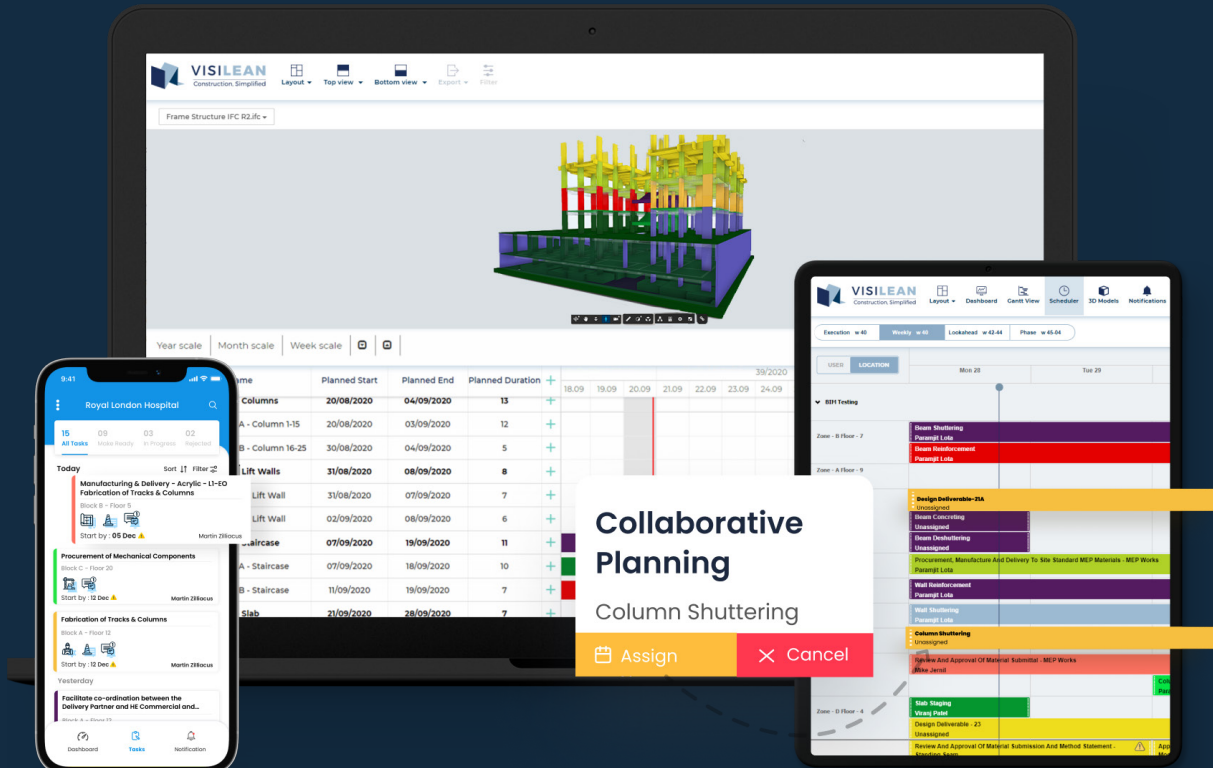 VISILEAN
Construction, Simplified
Layout
Top view
Bottom view
Export
Filter
Frame Structure IFC R2.ifc
Year scale
Month scale
Week scale
Planned Start
Planned End
Planned Duration
39/2020
18.09 19.09 20.09 21.09 22.09 23.09 24.09
Columns 20/08/2020 04/09/2020 13
A - Column 1-15 20/08/2020 03/09/2020 12
B - Column 16-25 30/08/2020 04/09/2020 5
Lift Walls 31/08/2020 08/09/2020 8
Lift Wall 31/08/2020 07/09/2020 7
Lift Wall 02/09/2020 08/09/2020 6
07/09/2020 19/09/2020 11
A - Staircase 07/09/2020 18/09/2020 10
B - Staircase 11/09/2020 19/09/2020 7
Slab 21/09/2020 28/09/2020 7
9:41
Royal London Hospital
15 09 03 02
All Tasks Make Ready In Progress Rejected
Today
Sort Filter
Manufacturing & Delivery - Acrylic - L1-EO
Fabrication of Tracks & Columns
Block B - Floor 5
Start by : 05 Dec
Martin Ziliacus
Procurement of Mechanical Components
Block C - Floor 20
Start by : 12 Dec
Martin Ziliacus
Fabrication of Tracks & Columns
Block A - Floor 12
Start by : 12 Dec
Martin Ziliacus
Yesterday
Facilitate co-ordination between the
Delivery Partner and HE Commercial and...
Dashboard
Tasks
Notification
Collaborative
Planning
Column Shuttering
Assign
Cancel
VISILEAN
Construction, Simplified
Layout
Dashboard
Gantt View
Scheduler
3D Models
Notifications
Execution w 40
Weekly w 40
Lookahead w 42-44
Phase w 45-04
USER
LOCATION
Mon 28
Tue 29
BIM Testing
Zone - B Floor - 7
Beam Shuttering
Paramjit Lota
Beam Reinforcement
Paramjit Lota
Zone - A Floor - 9
Design Deliverable-31A
Unassigned
Beam Concreting
Unassigned
Beam Deshuttering
Unassigned
Procurement, Manufacture And Delivery To Site Standard MEP Materials - MEP Works
Paramjit Lota
Wall Reinforcement
Paramjit Lota
Wall Shuttering
Paramjit Lota
Column Shuttering
Unassigned
Review And Approval Of Material Submittal - MEP Works
Mike Jerroil
Zone - D Floor - 4
Slab Staging
Viranj Patel
Design Deliverable - 23
Unassigned
Review And Approval Of Material Submission And Method Statement -